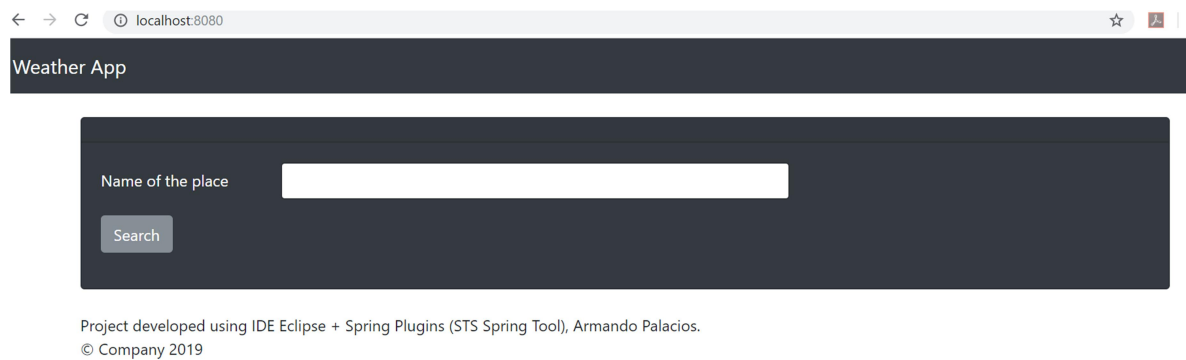 localhost:8080
Weather App
Name of the place
Search
Project developed using IDE Eclipse + Spring Plugins (STS Spring Tool), Armando Palacios.
© Company 2019